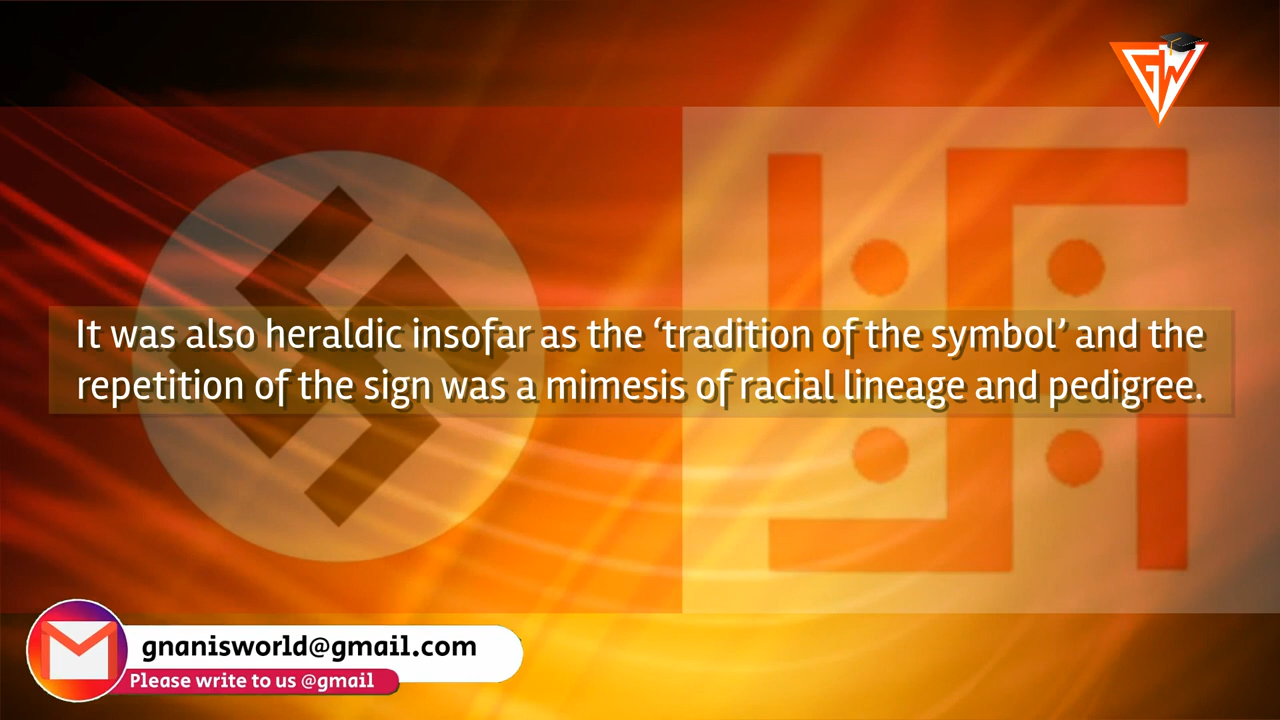 GW
It was also heraldic insofar as the ‘tradition of the symbol’ and the
repetition of the sign was a mimesis of racial lineage and pedigree.
gnanisworld@gmail.com
Please write to us @gmail